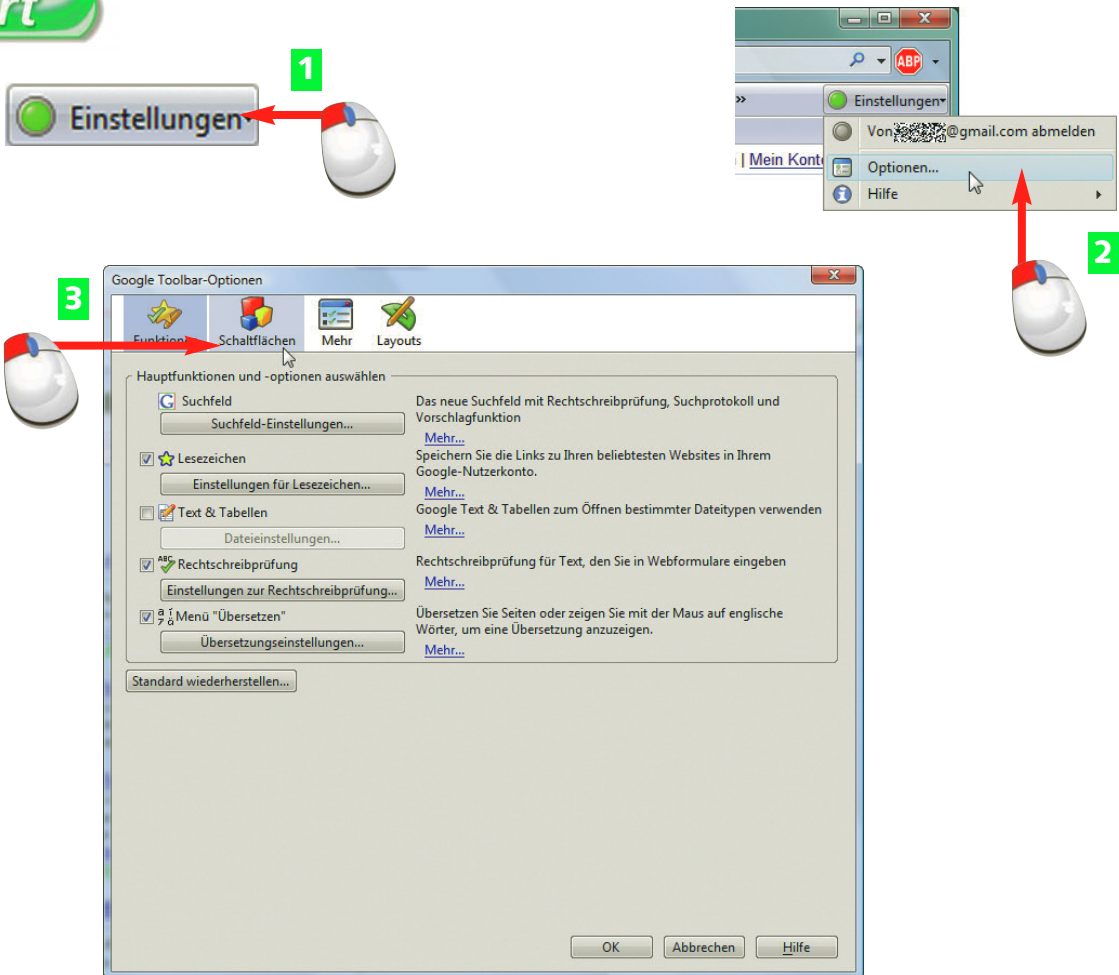 rt
1
Einstellungen
ABP
»
Einstellungen
Von @gmail.com abmelden
| Mein Konto
Optionen...
Hilfe
2
3
Google Toolbar-Optionen
Schaltflächen
Mehr
Layouts
Hauptfunktionen und -optionen auswählen
Suchfeld
Das neue Suchfeld mit Rechtschreibprüfung, Suchprotokoll und
Vorschlagfunktion
Suchfeld-Einstellungen...
Mehr...
Lesezeichen
Speichern Sie die Links zu Ihren beliebtesten Websites in Ihrem
Google-Nutzerkonto.
Einstellungen für Lesezeichen...
Mehr...
Text & Tabellen
Google Text & Tabellen zum Öffnen bestimmter Dateitypen verwenden
Dateieinstellungen...
Mehr...
Rechtschreibprüfung
Rechtschreibprüfung für Text, den Sie in Webformulare eingeben
Einstellungen zur Rechtschreibprüfung...
Mehr...
Menü "Übersetzen"
Übersetzen Sie Seiten oder zeigen Sie mit der Maus auf englische
Wörter, um eine Übersetzung anzuzeigen.
Übersetzungseinstellungen...
Mehr...
Standard wiederherstellen...
OK
Abbrechen
Hilfe